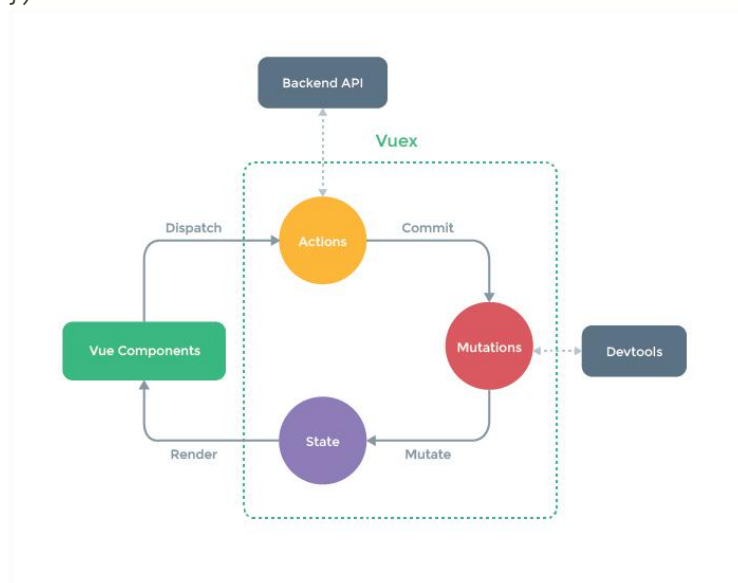 Backend API
Vuex
Dispatch
Actions
Commit
Vue Components
Mutations
Devtools
State
Render
Mutate